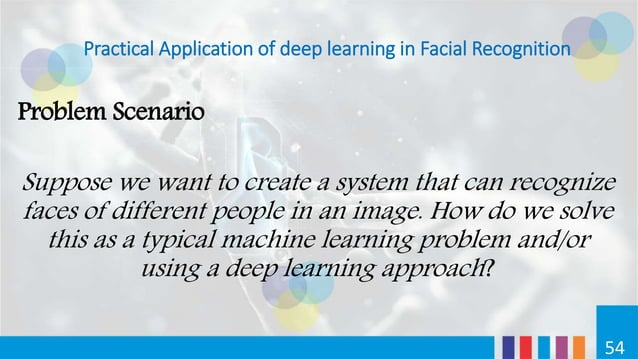 Practical Application of deep learning in Facial Recognition
Problem Scenario
Suppose we want to create a system that can recognize
faces of different people in an image. How do we solve
this as a typical machine learning problem and/or
using a deep learning approach?
54